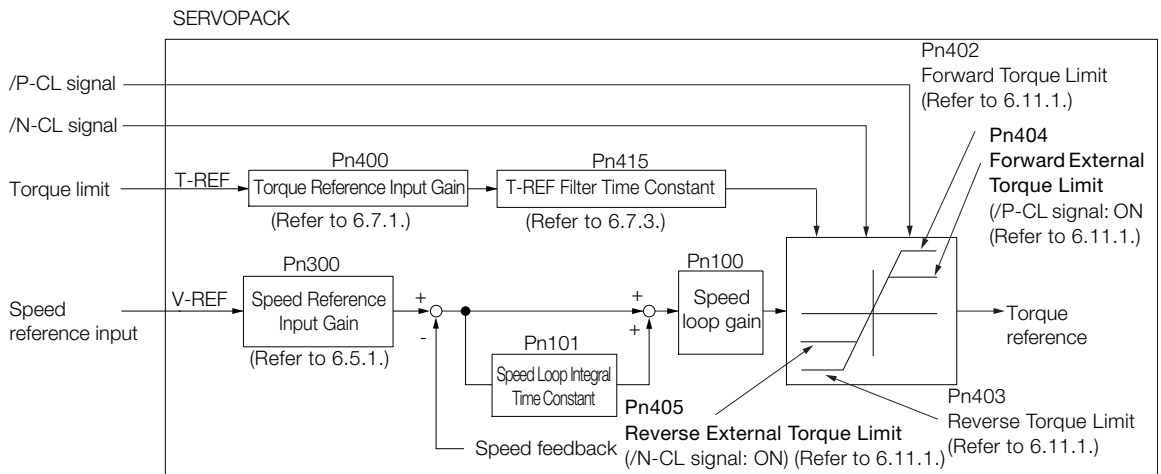 SERVOPACK
/P-CL signal
/N-CL signal
Torque limit
T-REF
Pn400
Torque Reference Input Gain
(Refer to 6.7.1.)
Pn415
T-REF Filter Time Constant
(Refer to 6.7.3.)
Pn402
Forward Torque Limit
(Refer to 6.11.1.)
Pn404
Forward External
Torque Limit
(/P-CL signal: ON
(Refer to 6.11.1.)
Speed
reference input
V-REF
Pn300
Speed Reference
Input Gain
(Refer to 6.5.1.)
+
-
Pn101
Speed Loop Integral
Time Constant
+
+
Pn100
Speed
loop gain
Torque
reference
Speed feedback
Pn405
Reverse External Torque Limit
(/N-CL signal: ON) (Refer to 6.11.1.)
Pn403
Reverse Torque Limit
(Refer to 6.11.1.)